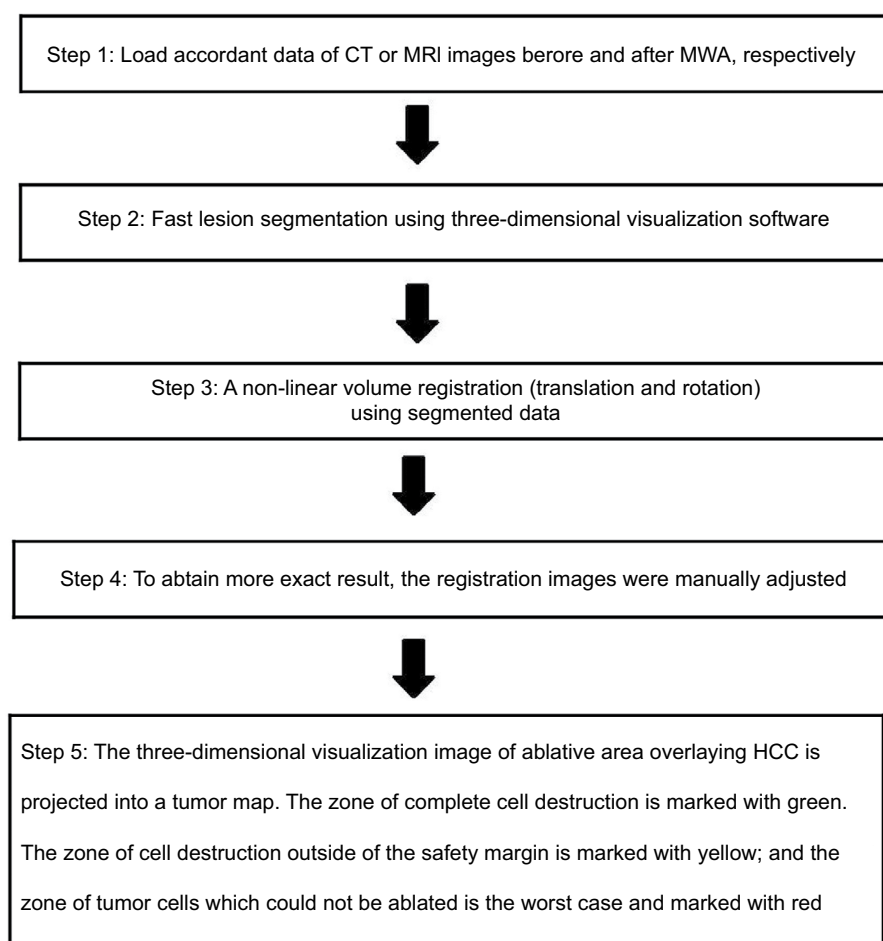 Step 1: Load accordant data of CT or MRI images berore and after MWA, respectively
Step 2: Fast lesion segmentation using three-dimensional visualization software
Step 3: A non-linear volume registration (translation and rotation)
using segmented data
Step 4: To abtain more exact result, the registration images were manually adjusted
Step 5: The three-dimensional visualization image of ablative area overlaying HCC is
projected into a tumor map. The zone of complete cell destruction is marked with green.
The zone of cell destruction outside of the safety margin is marked with yellow; and the
zone of tumor cells which could not be ablated is the worst case and marked with red